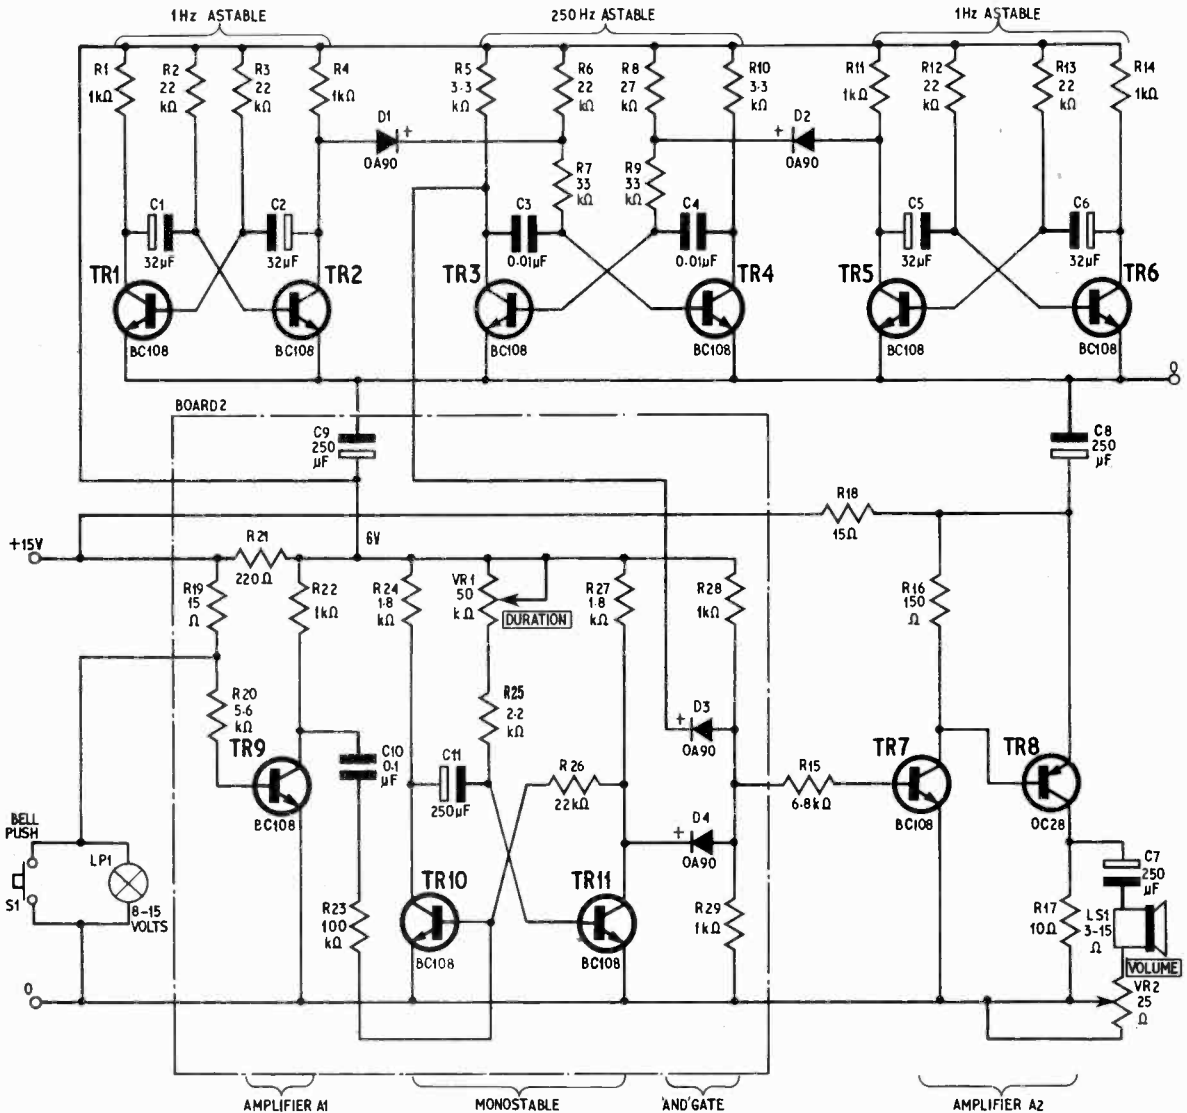 1Hz ASTABLE
250Hz ASTABLE
1Hz ASTABLE
R1
1kΩ
R2
22
kΩ
R3
22
kΩ
R4
1kΩ
R5
3.3
kΩ
R6
22
kΩ
R8
27
kΩ
R10
3.3
kΩ
R11
1kΩ
R12
22
kΩ
R13
22
kΩ
R14
1kΩ
D1
+
OA90
D2
+
OA90
R7
33
kΩ
R9
33
kΩ
C1
32µF
C2
32µF
C3
0.01µF
C4
0.01µF
C5
32µF
C6
32µF
TR1
BC108
TR2
BC108
TR3
BC108
TR4
BC108
TR5
BC108
TR6
BC108
0
BOARD 2
C9
250
µF
C8
250
µF
R18
15Ω
+15V
R21
220Ω
6V
R19
15
Ω
R22
1kΩ
R24
1.8
kΩ
VR1
50
kΩ
DURATION
R27
1.8
kΩ
R28
1kΩ
R16
150
Ω
R20
5.6
kΩ
R25
2.2
kΩ
D3
+
OA90
TR9
BC108
C10
0.1
µF
C11
250µF
R26
22kΩ
R15
6.8kΩ
TR7
BC108
TR8
OC28
BELL
PUSH
S1
LP1
8-15
VOLTS
D4
+
OA90
C7
250
µF
TR10
BC108
TR11
BC108
R23
100
kΩ
R29
1kΩ
R17
10Ω
LS1
3-15
Ω
VOLUME
VR2
25
Ω
0
AMPLIFIER A1
MONOSTABLE
'AND' GATE
AMPLIFIER A2